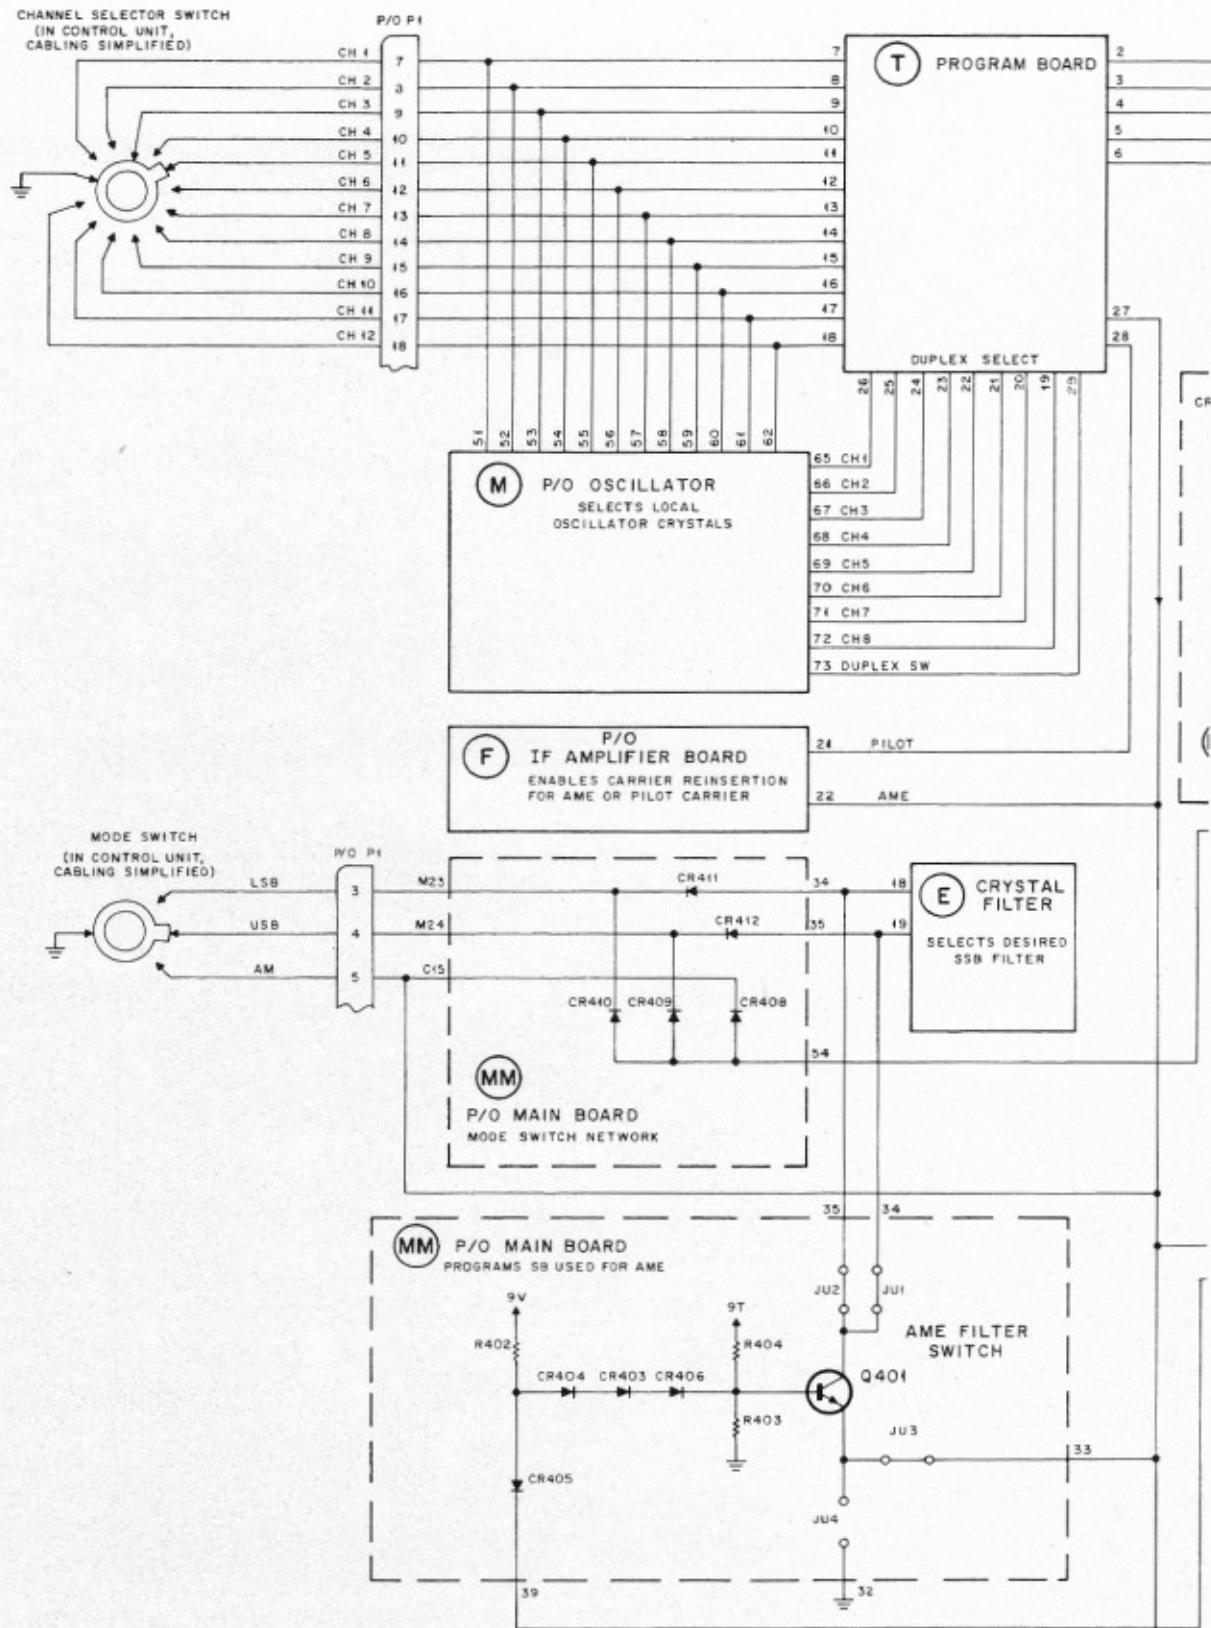 CHANNEL SELECTOR SWITCH
(IN CONTROL UNIT,
CABLING SIMPLIFIED)
P/O P1
CH 1
7
7
CH 2
8
8
CH 3
9
9
CH 4
10
10
CH 5
11
11
CH 6
12
12
CH 7
13
13
CH 8
14
14
CH 9
15
15
CH 10
16
16
CH 11
17
17
CH 12
18
18
T
PROGRAM BOARD
2
3
4
5
6
27
28
DUPLEX SELECT
26
25
24
23
22
21
20
19
29
51
52
53
54
55
56
57
58
59
60
61
62
M
P/O OSCILLATOR
SELECTS LOCAL
OSCILLATOR CRYSTALS
65 CH1
66 CH2
67 CH3
68 CH4
69 CH5
70 CH6
71 CH7
72 CH8
73 DUPLEX SW
CR
F
P/O
IF AMPLIFIER BOARD
ENABLES CARRIER REINSERTION
FOR AME OR PILOT CARRIER
21 PILOT
22 AME
MODE SWITCH
(IN CONTROL UNIT,
CABLING SIMPLIFIED)
P/O P1
LSB
3
M23
USB
4
M24
AM
5
C15
CR411
34
CR412
35
CR410
CR409
CR408
54
MM
P/O MAIN BOARD
MODE SWITCH NETWORK
18
19
E
CRYSTAL
FILTER
SELECTS DESIRED
SSB FILTER
35
34
MM
P/O MAIN BOARD
PROGRAMS SB USED FOR AME
9V
R402
CR404
CR403
CR406
9T
R404
R403
CR405
JU2
JU1
AME FILTER
SWITCH
Q401
JU3
33
JU4
39
32